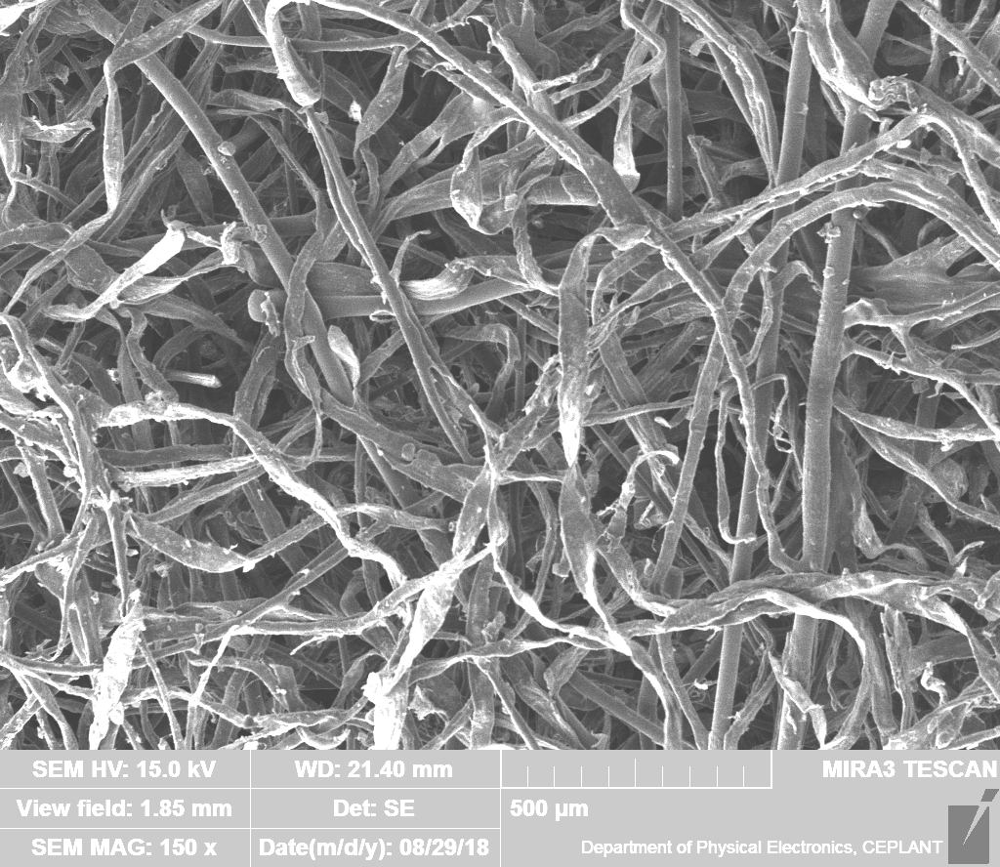 SEM HV: 15.0 kV
WD: 21.40 mm
MIRA3 TESCAN
View field: 1.85 mm
Det: SE
500 µm
SEM MAG: 150 x
Date(m/d/y): 08/29/18
Department of Physical Electronics, CEPLANT